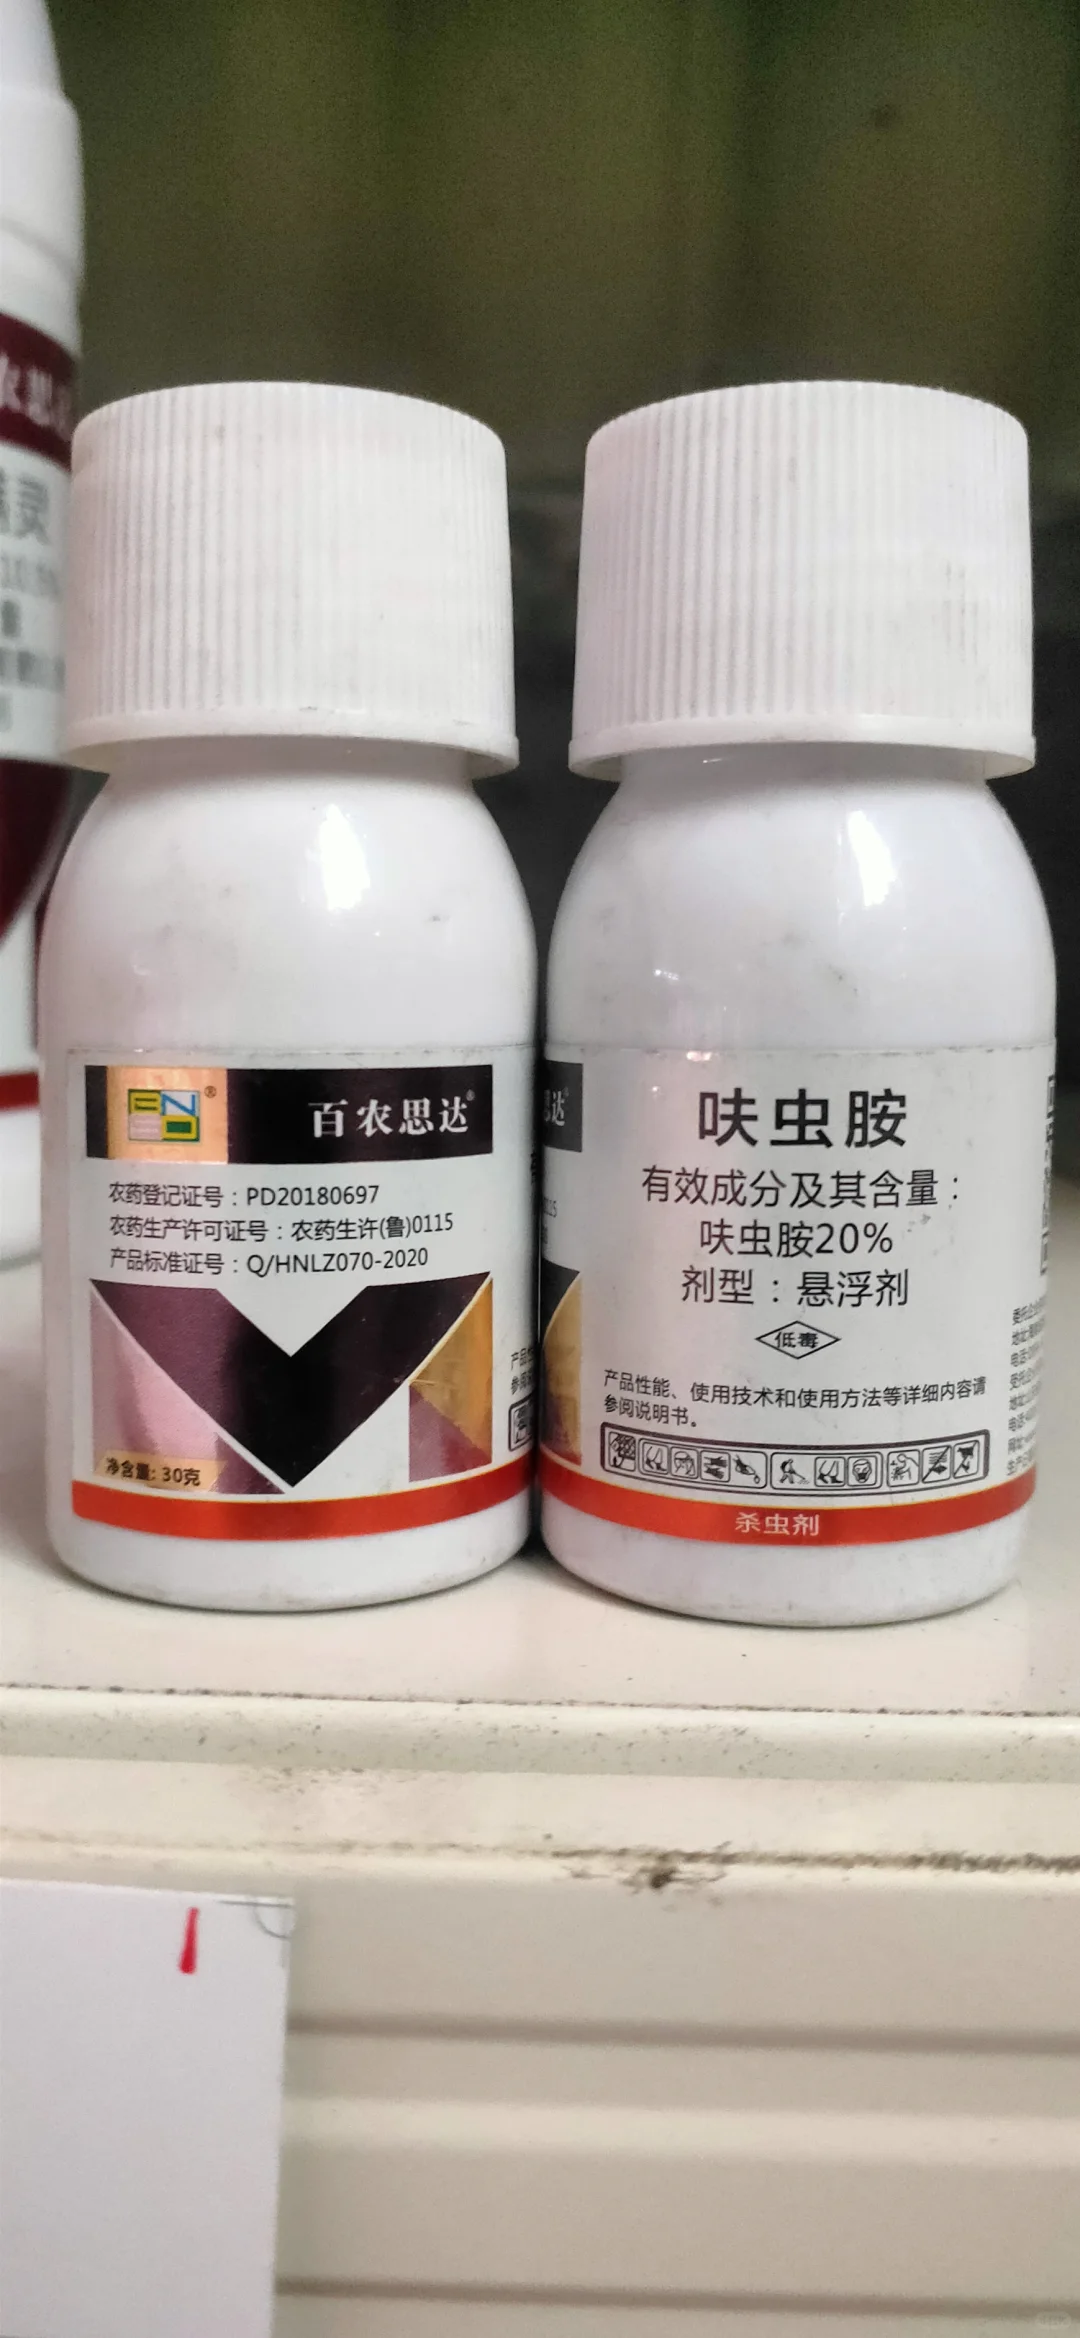 百农思达®
农药登记证号：PD20180697
农药生产许可证号：农药生许(鲁)0115
产品标准证号：Q/HNLZ070-2020
净含量: 30克
呋虫胺
有效成分及其含量：
呋虫胺20%
剂型：悬浮剂
低毒
产品性能、使用技术和使用方法等详细内容请
参阅说明书。
杀虫剂